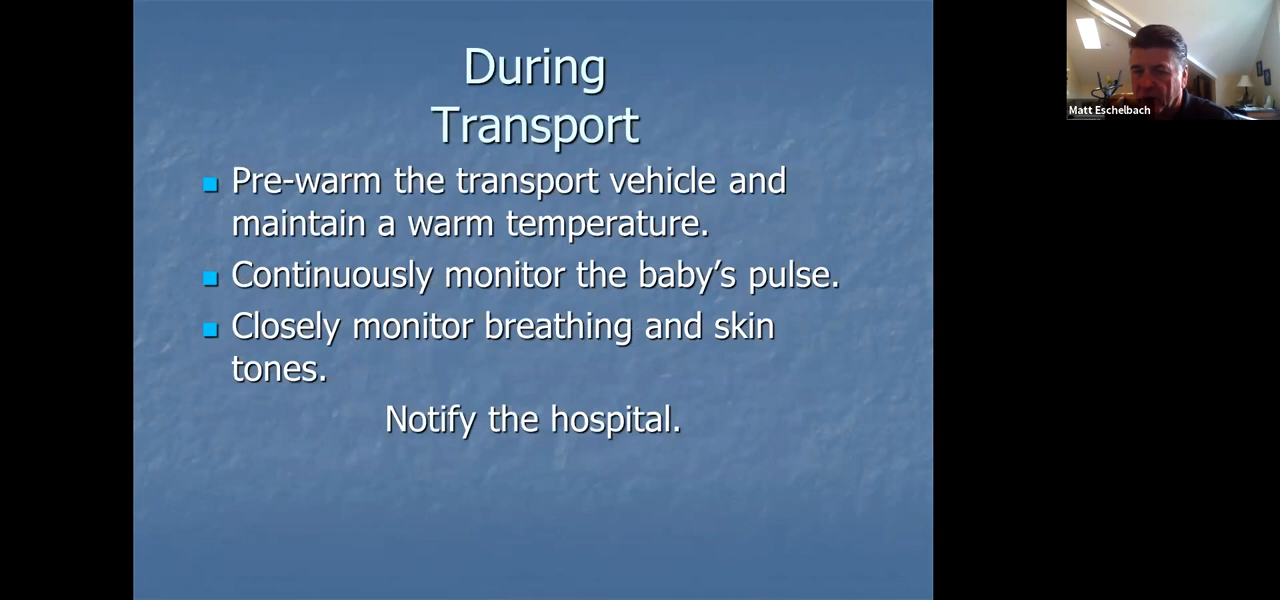 During
Transport
Pre-warm the transport vehicle and
maintain a warm temperature.
Continuously monitor the baby’s pulse.
Closely monitor breathing and skin
tones.
Notify the hospital.
Matt Eschelbach